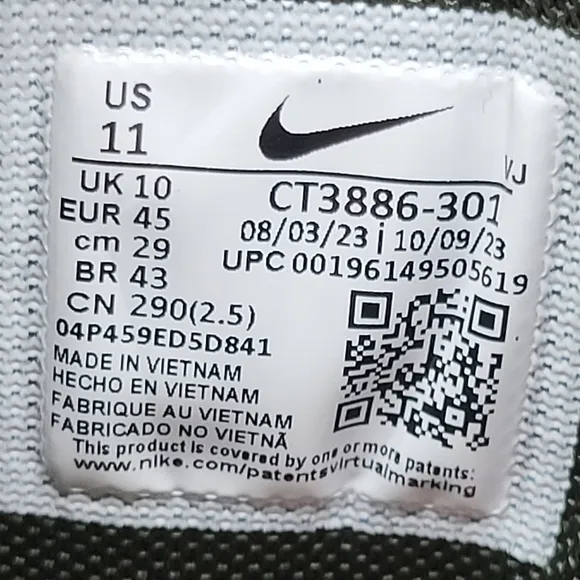 US
11
VJ
UK 10
EUR 45
cm 29
BR 43
CN 290(2.5)
CT3886-301
08/03/23 | 10/09/23
UPC 00196149505619
04P459ED5D841
MADE IN VIETNAM
HECHO EN VIETNAM
FABRIQUE AU VIETNAM
FABRICADO NO VIETNÃ
This product is covered by one or more patents:
www.nike.com/patentsvirtualmarking